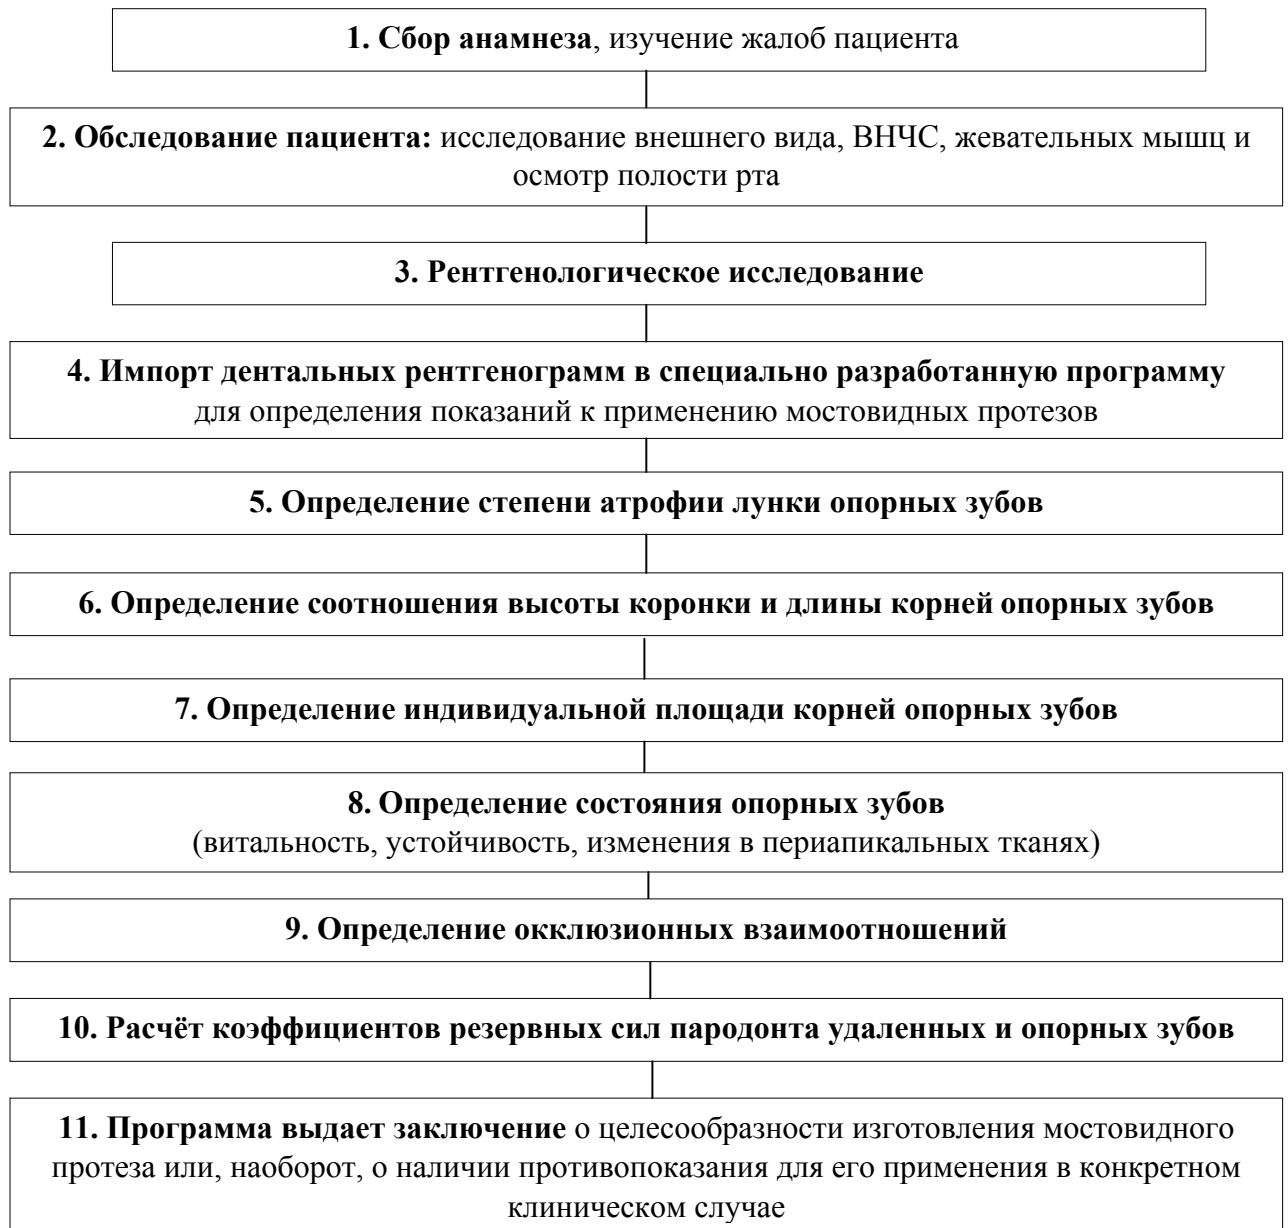 1. Сбор анамнеза, изучение жалоб пациента
2. Обследование пациента: исследование внешнего вида, ВНЧС, жевательных мышц и
осмотр полости рта
3. Рентгенологическое исследование
4. Импорт дентальных рентгенограмм в специально разработанную программу
для определения показаний к применению мостовидных протезов
5. Определение степени атрофии лунки опорных зубов
6. Определение соотношения высоты коронки и длины корней опорных зубов
7. Определение индивидуальной площади корней опорных зубов
8. Определение состояния опорных зубов
(витальность, устойчивость, изменения в периапикальных тканях)
9. Определение окклюзионных взаимоотношений
10. Расчёт коэффициентов резервных сил пародонта удаленных и опорных зубов
11. Программа выдает заключение о целесообразности изготовления мостовидного
протеза или, наоборот, о наличии противопоказания для его применения в конкретном
клиническом случае